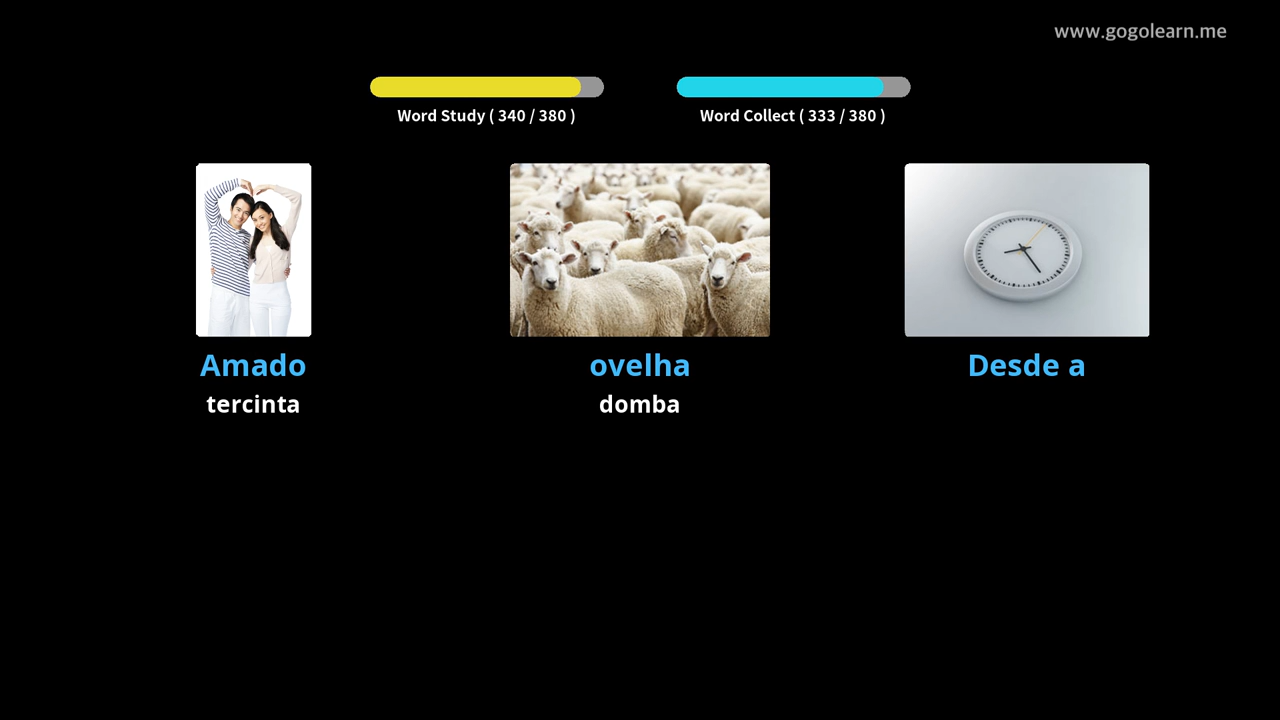 www.gogolearn.me
Word Study ( 340 / 380 )
Word Collect ( 333 / 380 )
Amado
tercinta
ovelha
domba
Desde a